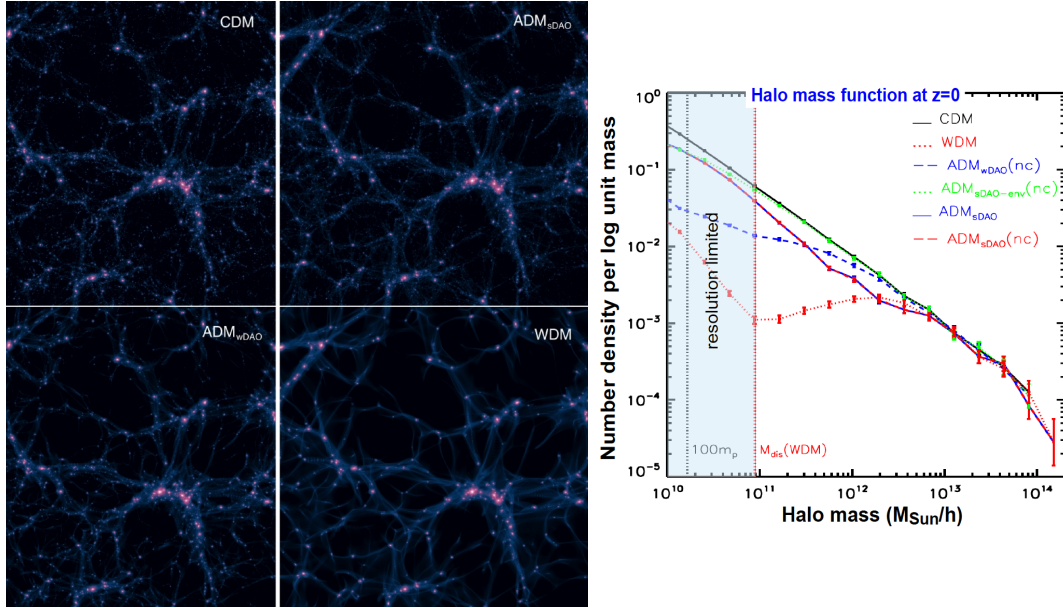 CDM
ADMsDAO
ADMwDAO
WDM
Halo mass function at z=0
CDM
WDM
ADMwDAO(nc)
ADMsDAO-env(nc)
ADMsDAO
ADMsDAO(nc)
resolution limited
100mp
Mdis(WDM)
Number density per log unit mass
10^0
10^-1
10^-2
10^-3
10^-4
10^-5
10^10
10^11
10^12
10^13
10^14
Halo mass (MSun/h)